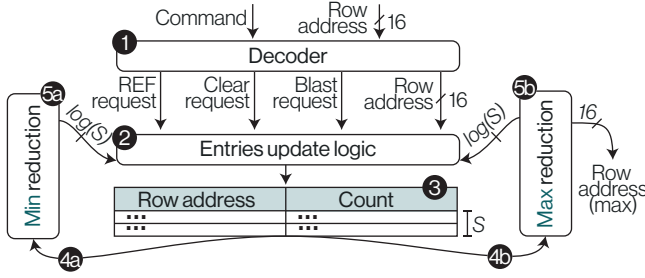 Command
Row
address
16
1
Decoder
REF
request
Clear
request
Blast
request
Row
address
16
5a
5b
log(S)
log(S)
16
2
Entries update logic
Min reduction
Max reduction
Row
address
(max)
3
Row address
Count
S
4a
4b